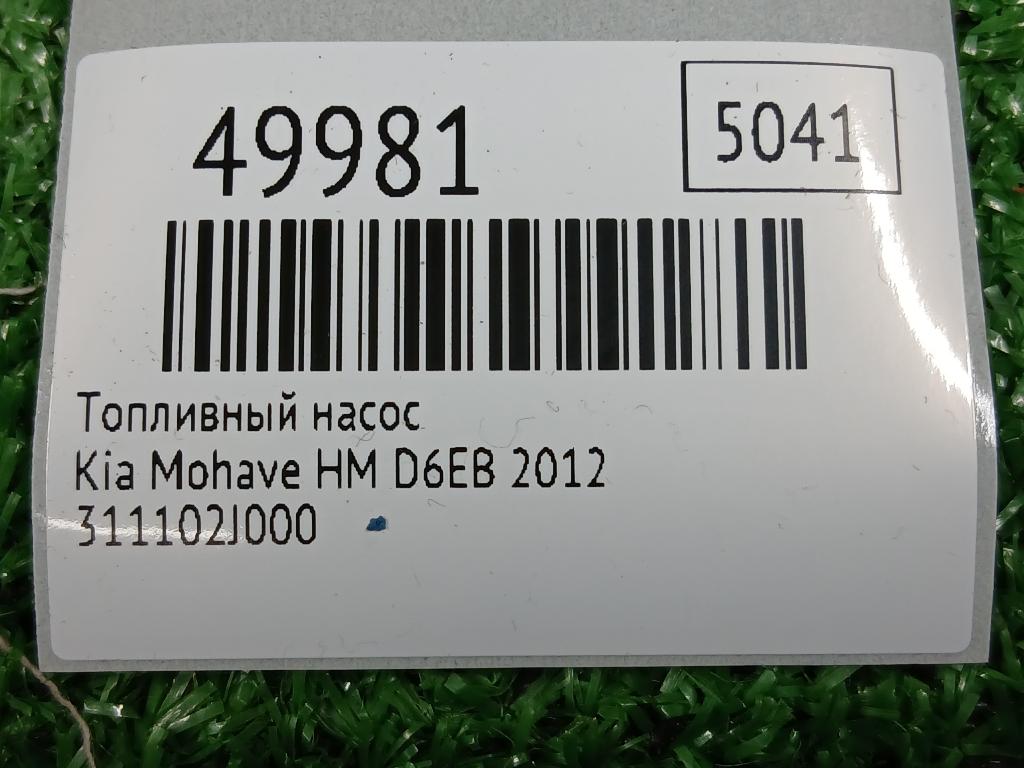 49981
5041
Топливный насос
Kia Mohave HM D6EB 2012
311102J000